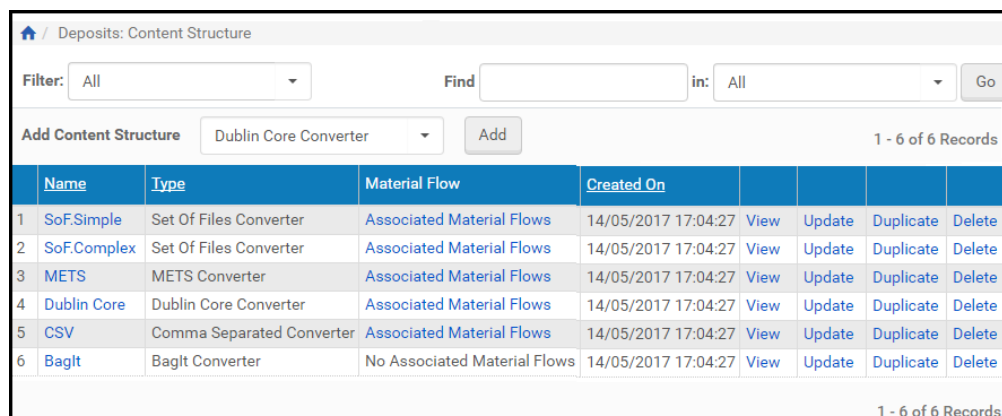 / Deposits: Content Structure
Filter: All Find in: All Go
Add Content Structure Dublin Core Converter Add 1 - 6 of 6 Records
Name Type Material Flow Created On
1 SoF.Simple Set Of Files Converter Associated Material Flows 14/05/2017 17:04:27 View Update Duplicate Delete
2 SoF.Complex Set Of Files Converter Associated Material Flows 14/05/2017 17:04:27 View Update Duplicate Delete
3 METS METS Converter Associated Material Flows 14/05/2017 17:04:27 View Update Duplicate Delete
4 Dublin Core Dublin Core Converter Associated Material Flows 14/05/2017 17:04:27 View Update Duplicate Delete
5 CSV Comma Separated Converter Associated Material Flows 14/05/2017 17:04:27 View Update Duplicate Delete
6 BagIt BagIt Converter No Associated Material Flows 14/05/2017 17:04:27 View Update Duplicate Delete
1 - 6 of 6 Records